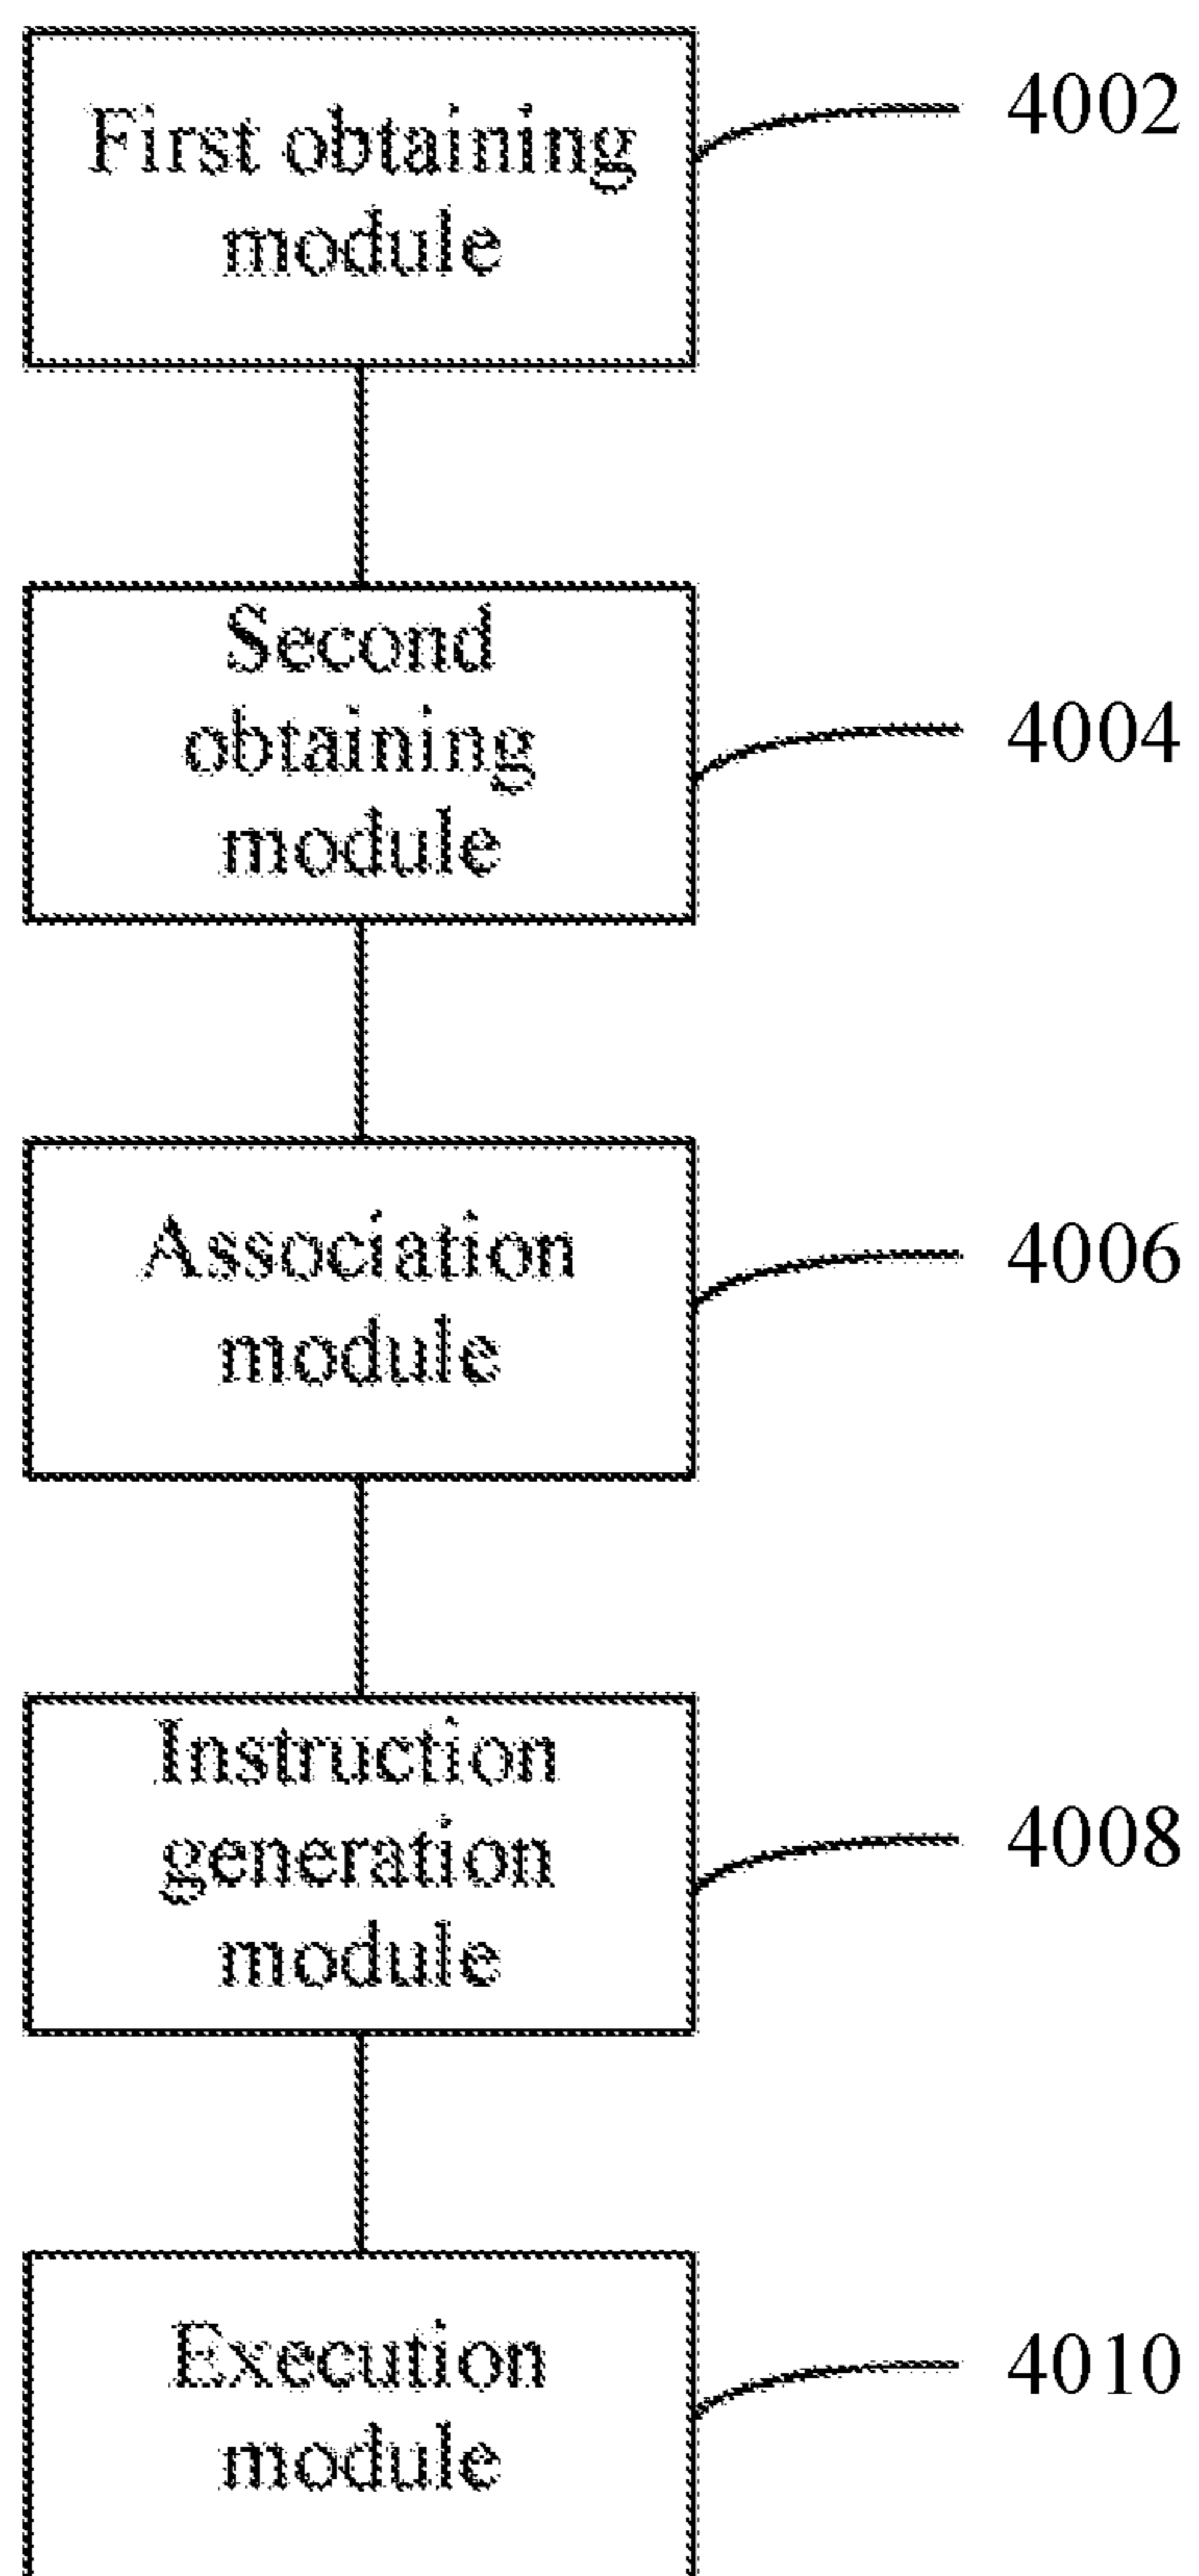 First obtaining
module
4002
Second
obtaining
module
4004
Association
module
4006
Instruction
generation
module
4008
Execution
module
4010